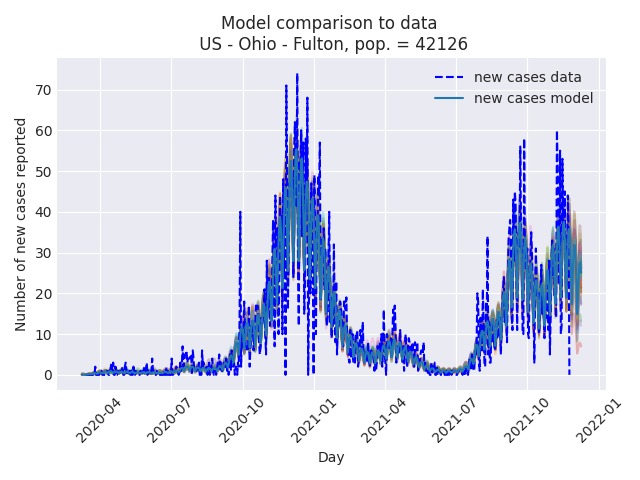 Model comparison to data
US - Ohio - Fulton, pop. = 42126
new cases data
new cases model
Number of new cases reported
70
60
50
40
30
20
10
0
2020-04
2020-07
2020-10
2021-01
2021-04
2021-07
2021-10
2022-01
Day